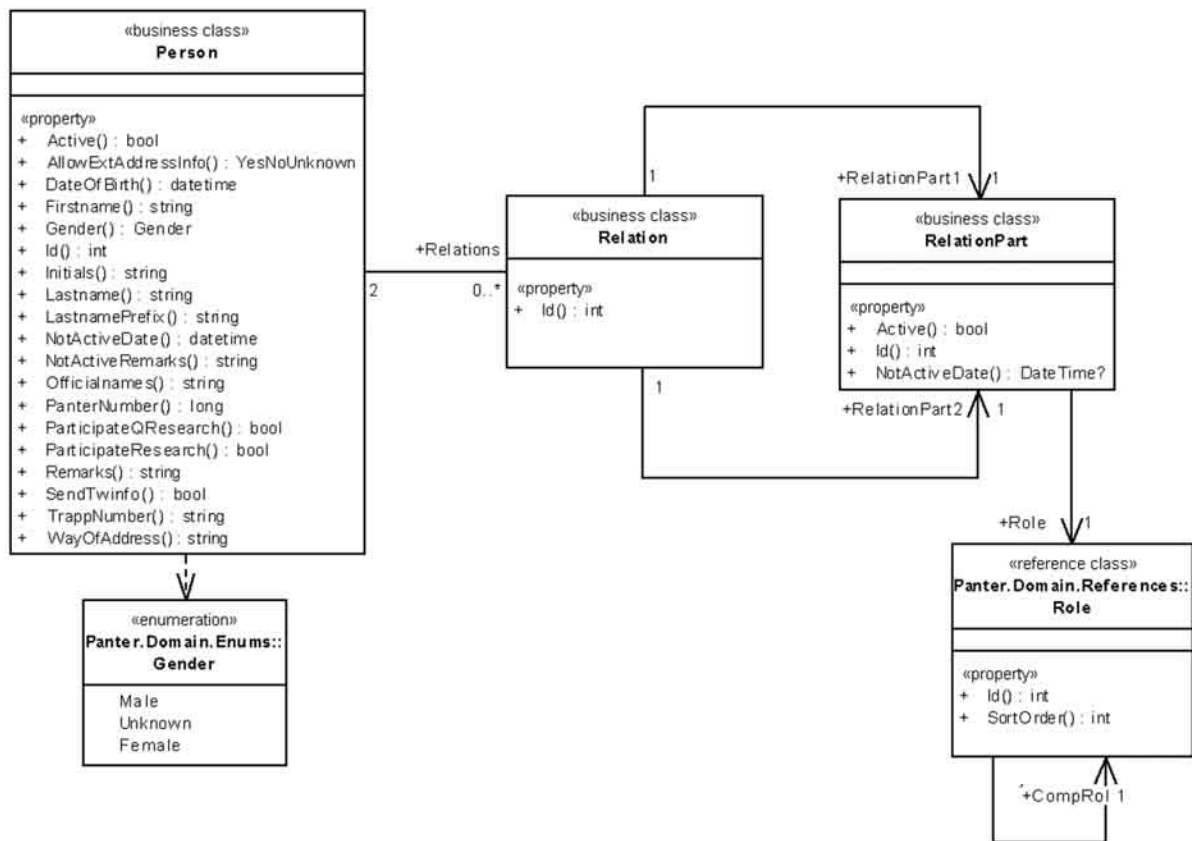 «business class»
Person
«property»
+ Active() : bool
+ AllowExtAddressInfo() : YesNoUnknown
+ DateOfBirth() : datetime
+ Firstname() : string
+ Gender() : Gender
+ Id() : int
+ Initials() : string
+ Lastname() : string
+ LastnamePrefix() : string
+ NotActiveDate() : datetime
+ NotActiveRemarks() : string
+ Officialnames() : string
+ PanterNumber() : long
+ ParticipateQResearch() : bool
+ ParticipateResearch() : bool
+ Remarks() : string
+ SendTwinfo() : bool
+ TrappNumber() : string
+ WayOfAddress() : string
«enumeration»
Panter.Domain.Enums::
Gender
Male
Unknown
Female
+Relations
2 0..*
«business class»
Relation
«property»
+ Id() : int
1
+RelationPart1 1
1
+RelationPart2 1
«business class»
RelationPart
«property»
+ Active() : bool
+ Id() : int
+ NotActiveDate() : DateTime?
+Role 1
«reference class»
Panter.Domain.References::
Role
«property»
+ Id() : int
+ SortOrder() : int
+CompRol 1